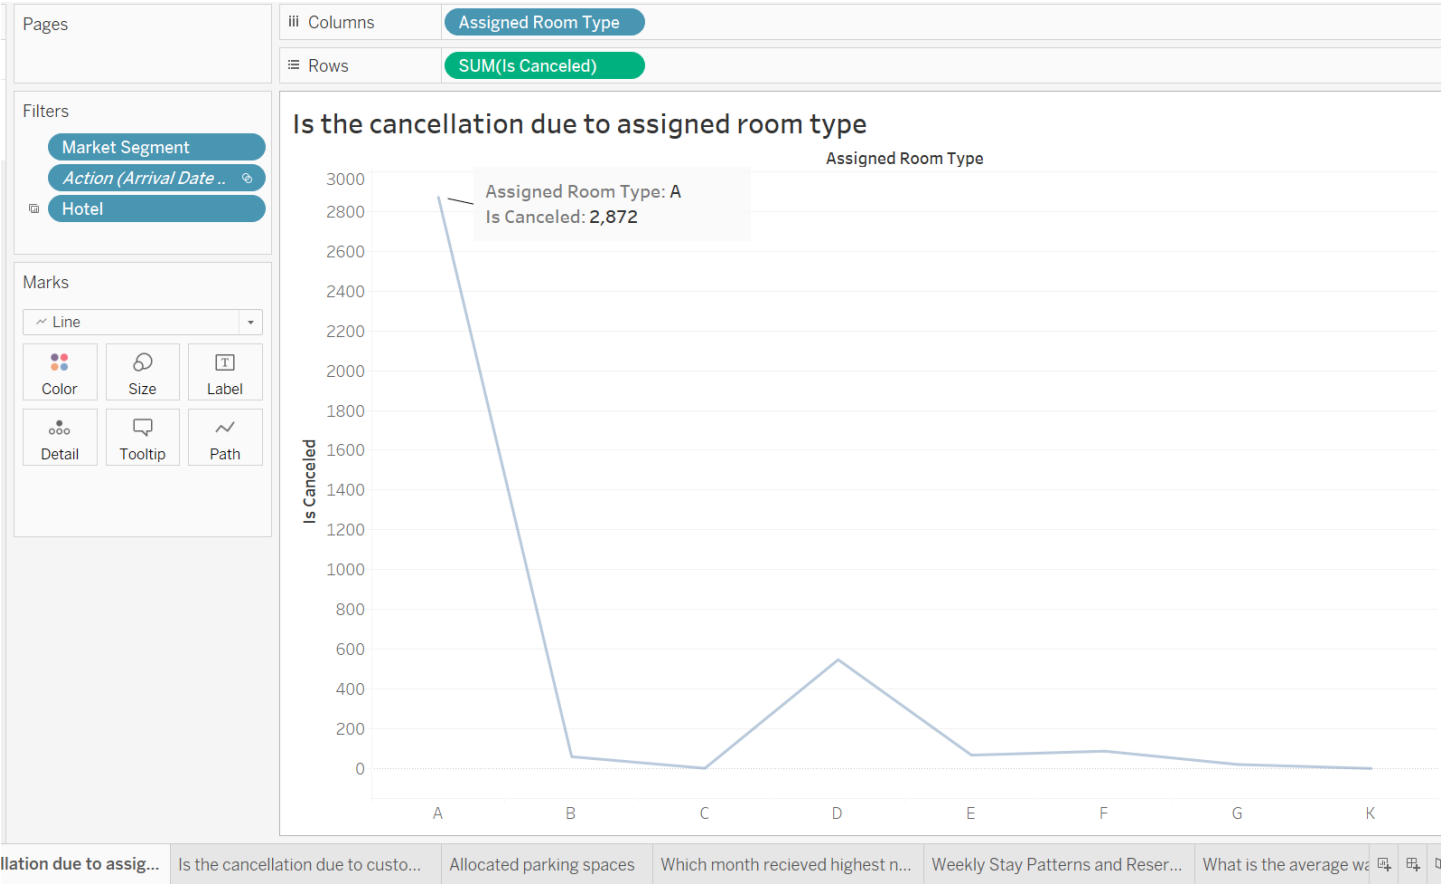 Pages
iii Columns
Assigned Room Type
Rows
SUM(Is Canceled)
Filters
Market Segment
Action (Arrival Date ..
Hotel
Marks
Line
Color
Size
Label
Detail
Tooltip
Path
Is the cancellation due to assigned room type
Assigned Room Type
Assigned Room Type: A
Is Canceled: 2,872
3000
2800
2600
2400
2200
2000
1800
1600
1400
1200
1000
800
600
400
200
0
Is Canceled
A B C D E F G K
llation due to assig...
Is the cancellation due to custo...
Allocated parking spaces
Which month recieved highest n...
Weekly Stay Patterns and Reser...
What is the average wa